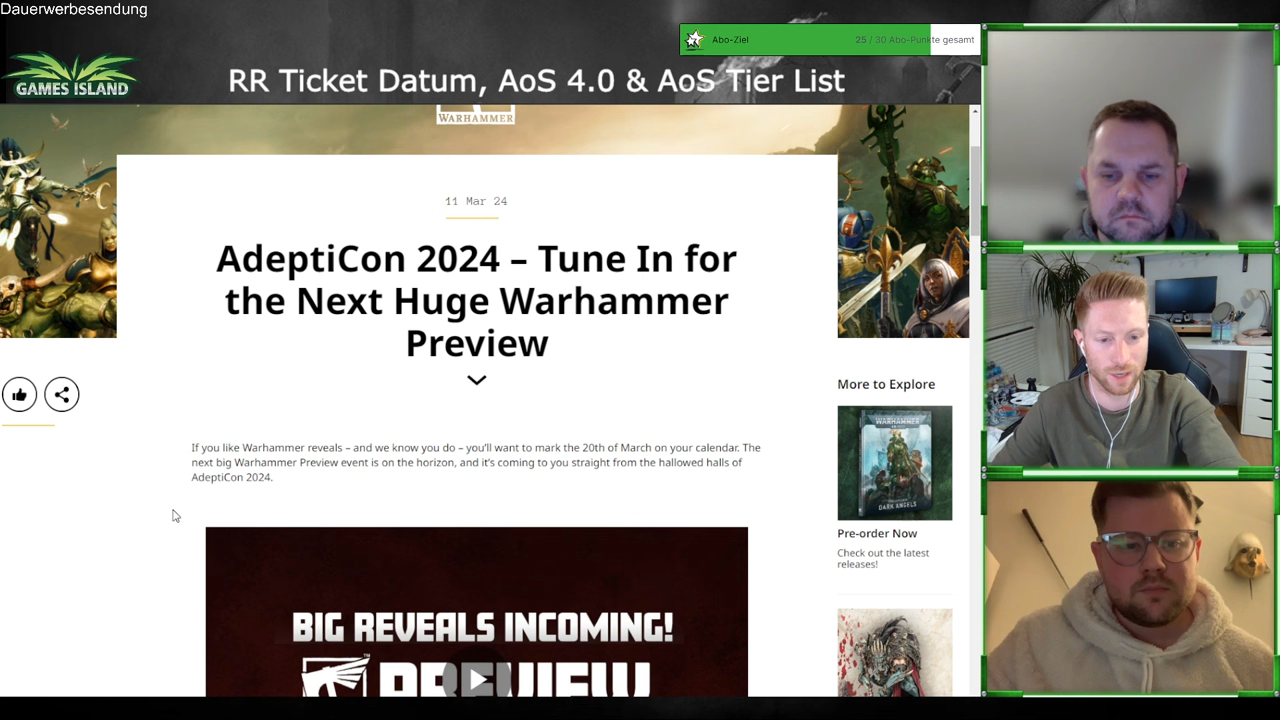 Dauerwerbesendung
Abo-Ziel
25 / 30 Abo-Punkte gesamt
GAMES ISLAND
RR Ticket Datum, AoS 4.0 & AoS Tier List
WARHAMMER
11 Mar 24
AdeptiCon 2024 – Tune In for
the Next Huge Warhammer
Preview
If you like Warhammer reveals – and we know you do – you'll want to mark the 20th of March on your calendar. The
next big Warhammer Preview event is on the horizon, and it's coming to you straight from the hallowed halls of
AdeptiCon 2024.
BIG REVEALS INCOMING!
PREVIEW
More to Explore
WARHAMMER
DARK ANGELS
Pre-order Now
Check out the latest
releases!